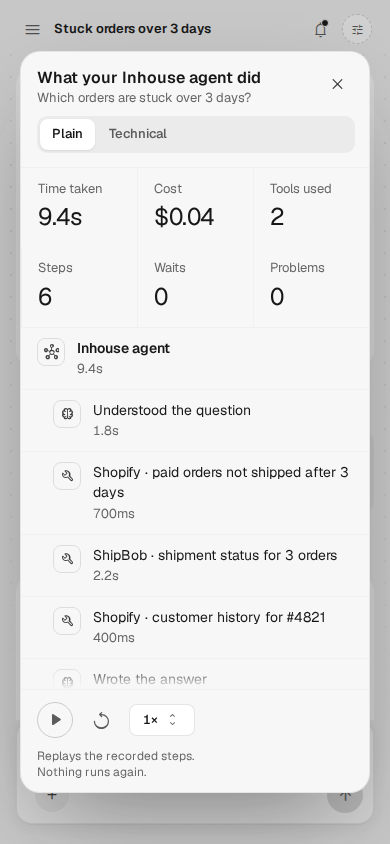 Stuck orders over 3 days
What your Inhouse agent did
Which orders are stuck over 3 days?
Plain
Technical
Time taken
Cost
Tools used
9.4s
$0.04
2
Steps
Waits
Problems
6
0
0
Inhouse agent
9.4s
Understood the question
1.8s
Shopify · paid orders not shipped after 3
days
700ms
ShipBob · shipment status for 3 orders
2.2s
Shopify · customer history for #4821
400ms
Wrote the answer
1×
Replays the recorded steps.
Nothing runs again.